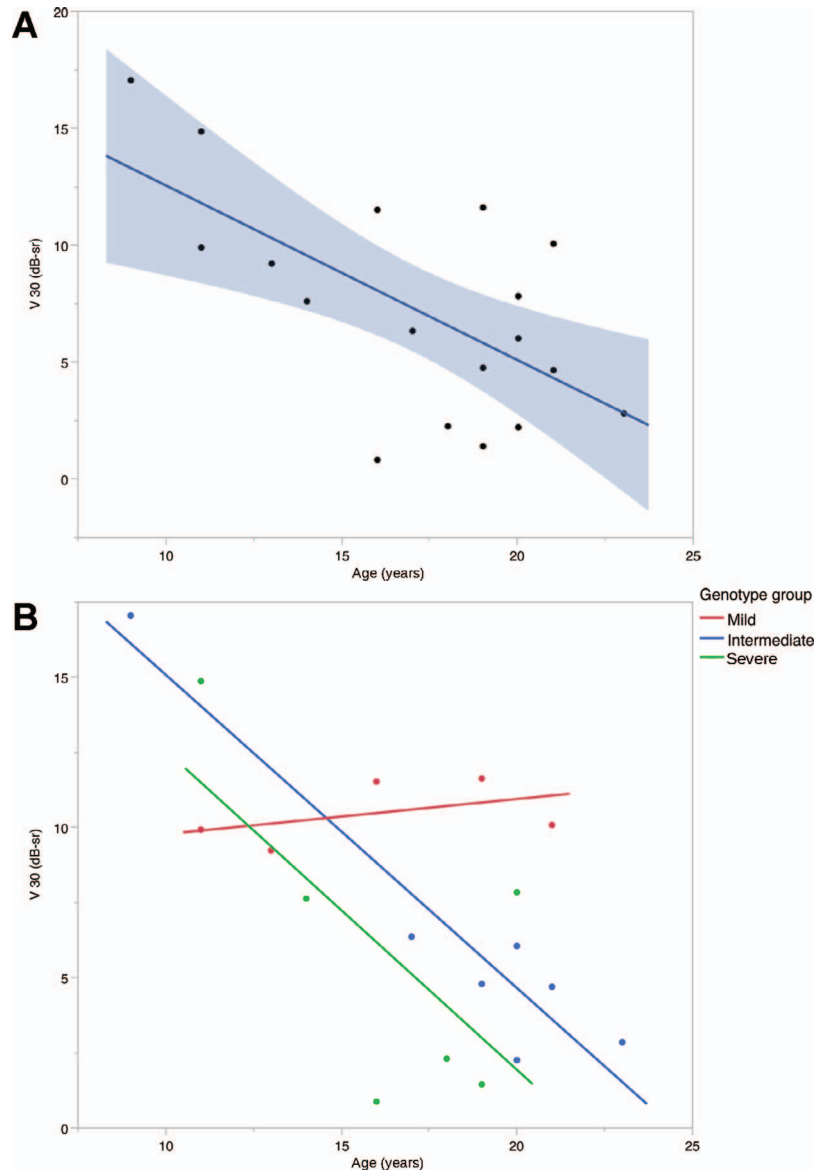 A
20
15
10
5
0
V 30 (dB-sr)
10 15 20 25
Age (years)
B
Genotype group
Mild
Intermediate
Severe
15
10
5
0
V 30 (dB-sr)
10 15 20 25
Age (years)